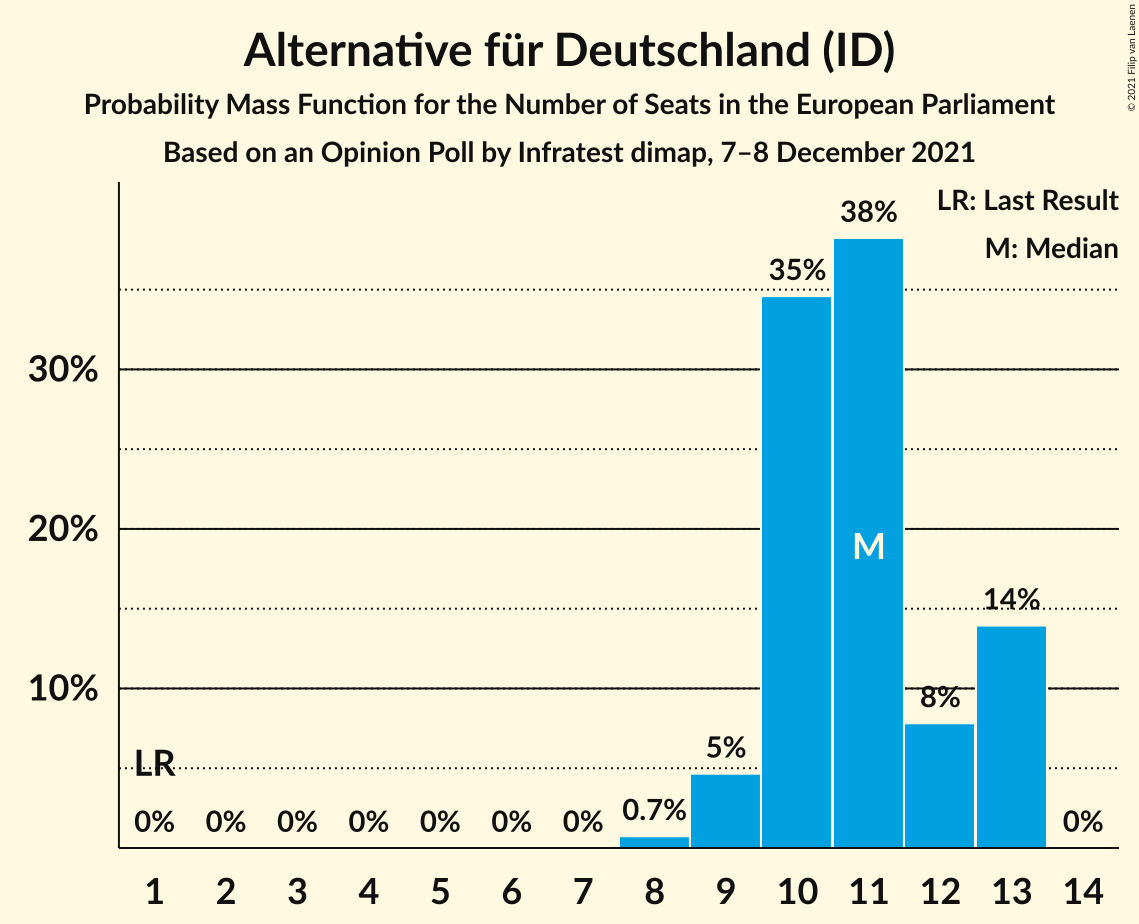 Alternative für Deutschland (ID)
Probability Mass Function for the Number of Seats in the European Parliament
Based on an Opinion Poll by Infratest dimap, 7–8 December 2021
© 2021 Filip van Laenen
LR: Last Result
M: Median
38%
35%
30%
20%
M
14%
10%
8%
5%
LR
0% 0% 0% 0% 0% 0% 0% 0.7% 0%
1 2 3 4 5 6 7 8 9 10 11 12 13 14